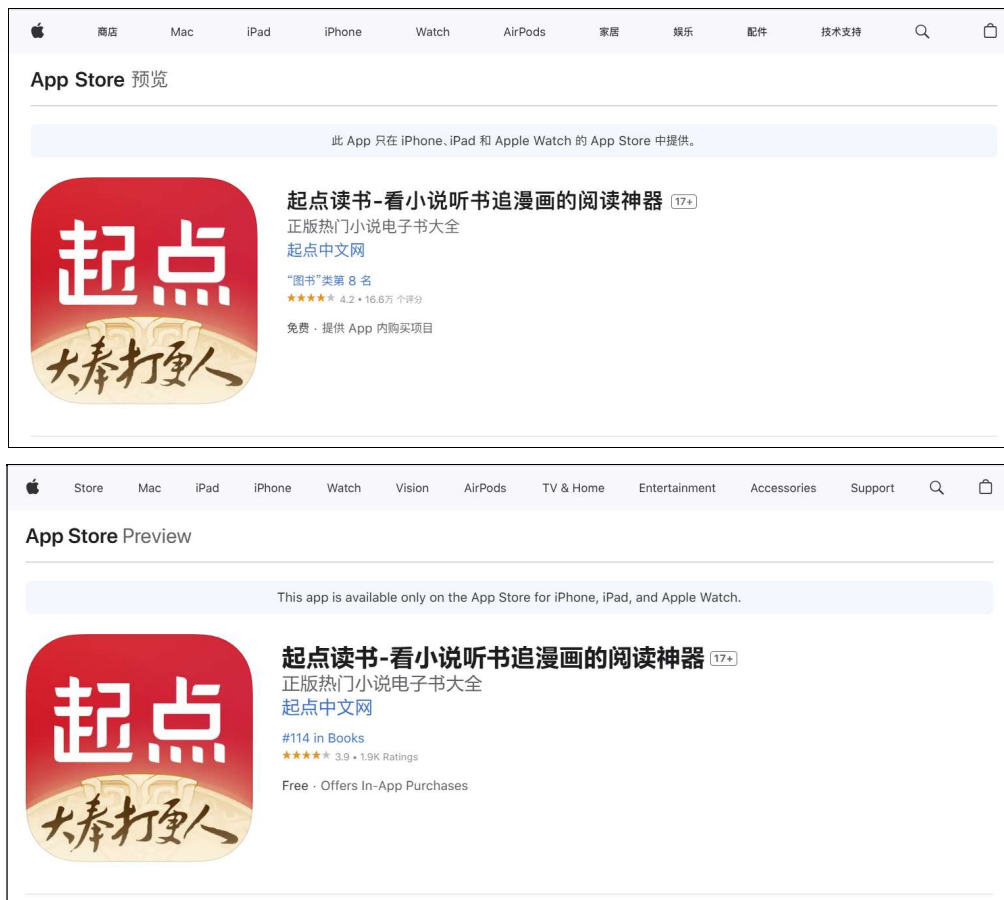 商店 Mac iPad iPhone Watch AirPods 家居 娱乐 配件 技术支持
App Store 预览
此 App 只在 iPhone、iPad 和 Apple Watch 的 App Store 中提供。
起点
大奉打更人
起点读书-看小说听书追漫画的阅读神器 17+
正版热门小说电子书大全
起点中文网
“图书”类第 8 名
4.2 • 16.6万 个评分
免费 · 提供 App 内购买项目
Store Mac iPad iPhone Watch Vision AirPods TV & Home Entertainment Accessories Support
App Store Preview
This app is available only on the App Store for iPhone, iPad, and Apple Watch.
起点
大奉打更人
起点读书-看小说听书追漫画的阅读神器 17+
正版热门小说电子书大全
起点中文网
#114 in Books
3.9 • 1.9K Ratings
Free · Offers In-App Purchases